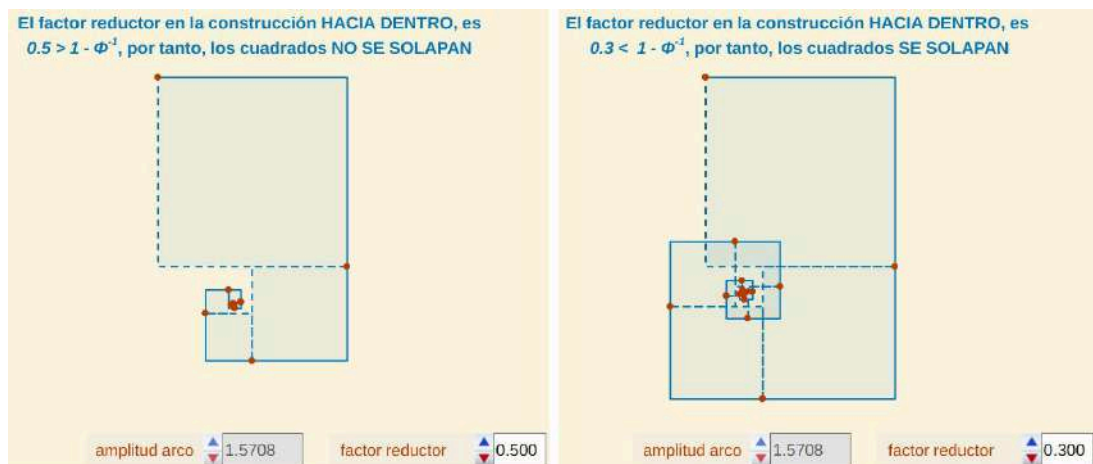 El factor reductor en la construcción HACIA DENTRO, es
0.5 > 1 - Φ⁻¹, por tanto, los cuadrados NO SE SOLAPAN
amplitud arco 1.5708 factor reductor 0.500
El factor reductor en la construcción HACIA DENTRO, es
0.3 < 1 - Φ⁻¹, por tanto, los cuadrados SE SOLAPAN
amplitud arco 1.5708 factor reductor 0.300